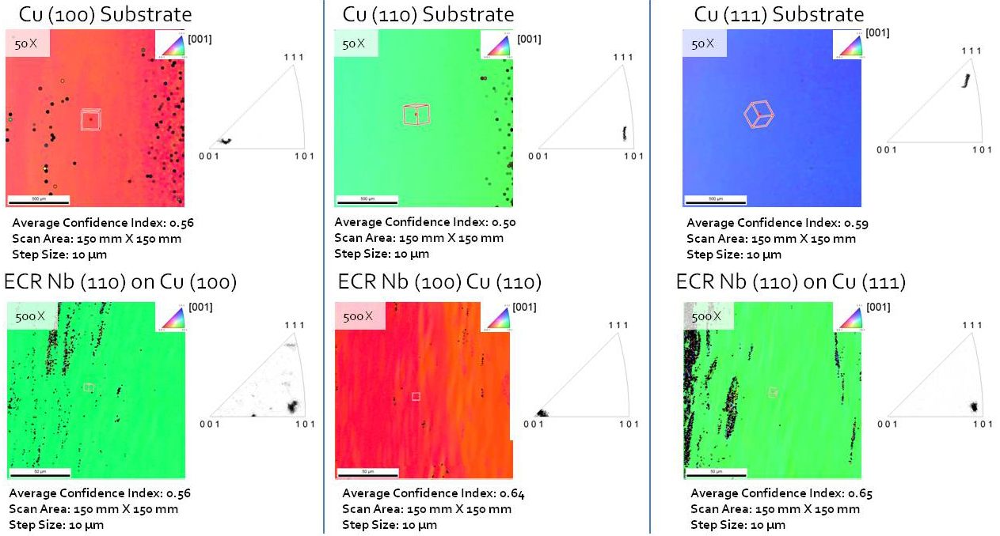 Cu (100) Substrate
50X
[001]
111
001
101
500 µm
Average Confidence Index: 0.56
Scan Area: 150 mm X 150 mm
Step Size: 10 µm
Cu (110) Substrate
50X
[001]
111
001
101
500 µm
Average Confidence Index: 0.50
Scan Area: 150 mm X 150 mm
Step Size: 10 µm
Cu (111) Substrate
50X
[001]
111
001
101
500 µm
Average Confidence Index: 0.59
Scan Area: 150 mm X 150 mm
Step Size: 10 µm
ECR Nb (110) on Cu (100)
500X
[001]
111
001
101
50 µm
Average Confidence Index: 0.56
Scan Area: 150 mm X 150 mm
Step Size: 10 µm
ECR Nb (100) Cu (110)
500X
[001]
111
001
101
50 µm
Average Confidence Index: 0.64
Scan Area: 150 mm X 150 mm
Step Size: 10 µm
ECR Nb (110) on Cu (111)
500X
[001]
111
001
101
50 µm
Average Confidence Index: 0.65
Scan Area: 150 mm X 150 mm
Step Size: 10 µm